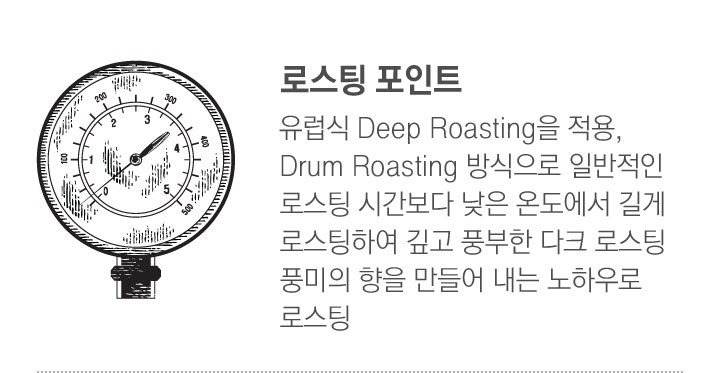 로스팅 포인트
유럽식 Deep Roasting을 적용,
Drum Roasting 방식으로 일반적인
로스팅 시간보다 낮은 온도에서 길게
로스팅하여 깊고 풍부한 다크 로스팅
풍미의 향을 만들어 내는 노하우로
로스팅
0
1
2
3
4
5
100
200
300
400
500